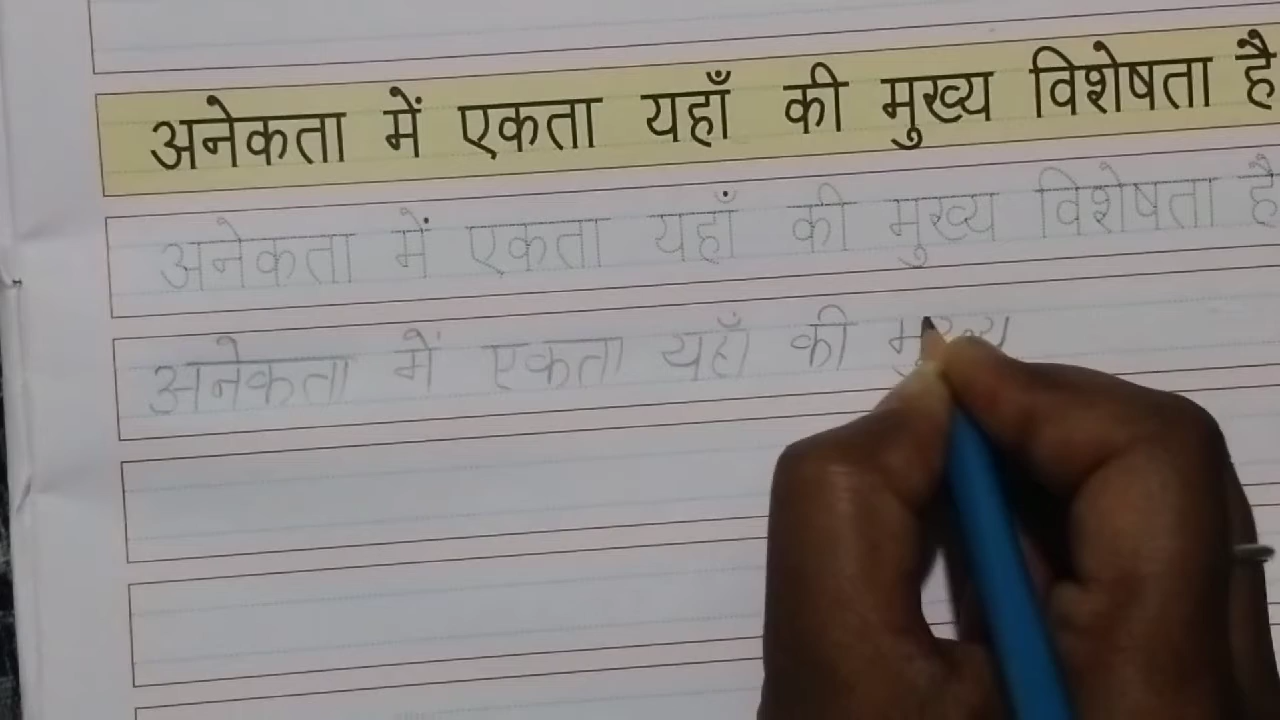 अनेकता में एकता यहाँ की मुख्य विशेषता है
अनेकता में एकता यहाँ की मुख्य विशेषता है
अनेकता में एकता यहाँ की मुख्य